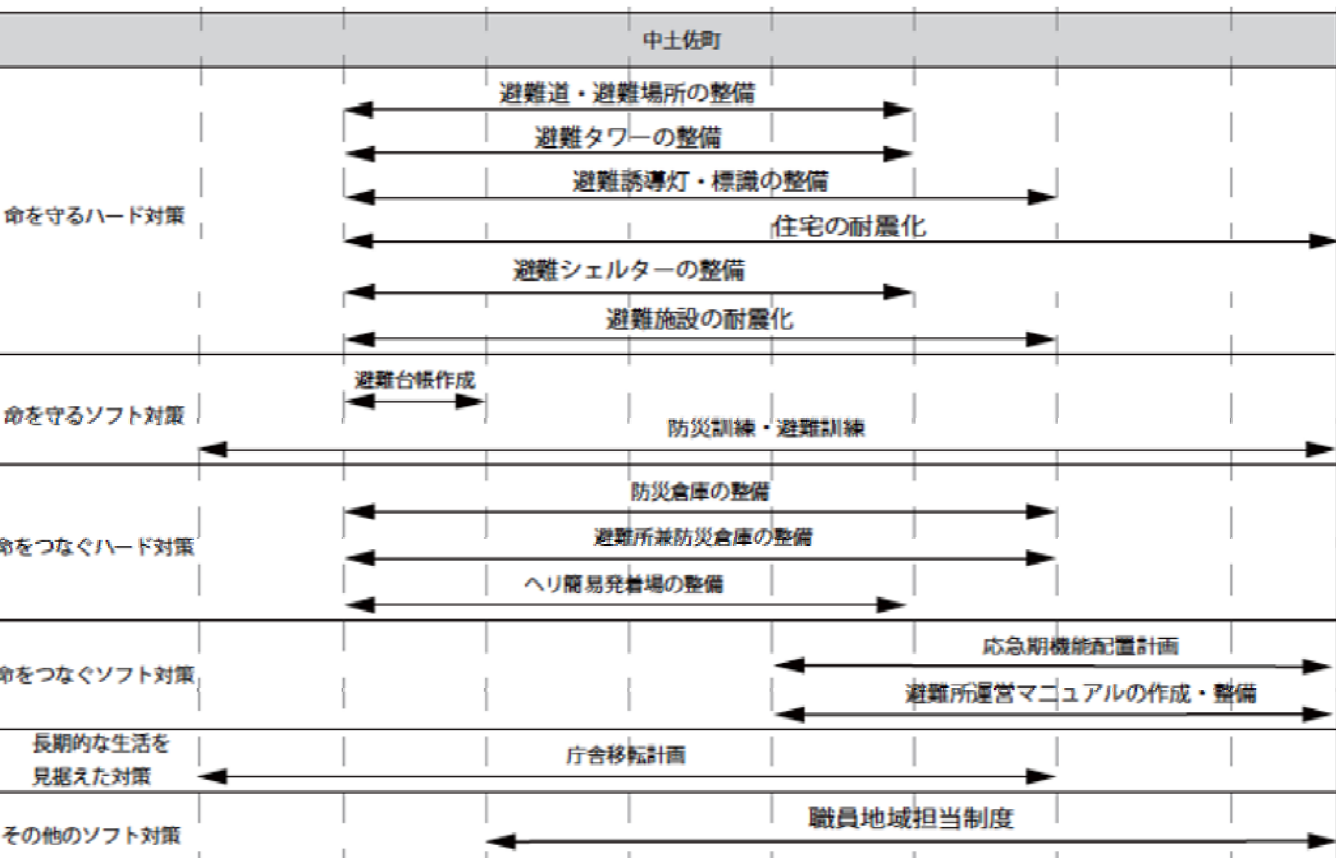 中土佐町
避難道・避難場所の整備
避難タワーの整備
避難誘導灯・標識の整備
命を守るハード対策
住宅の耐震化
避難シェルターの整備
避難施設の耐震化
避難台帳作成
命を守るソフト対策
防災訓練・避難訓練
防災倉庫の整備
避難所兼防災倉庫の整備
命をつなぐハード対策
ヘリ簡易発着場の整備
応急期機能配置計画
命をつなぐソフト対策
避難所運営マニュアルの作成・整備
長期的な生活を
見据えた対策
庁舎移転計画
職員地域担当制度
その他のソフト対策